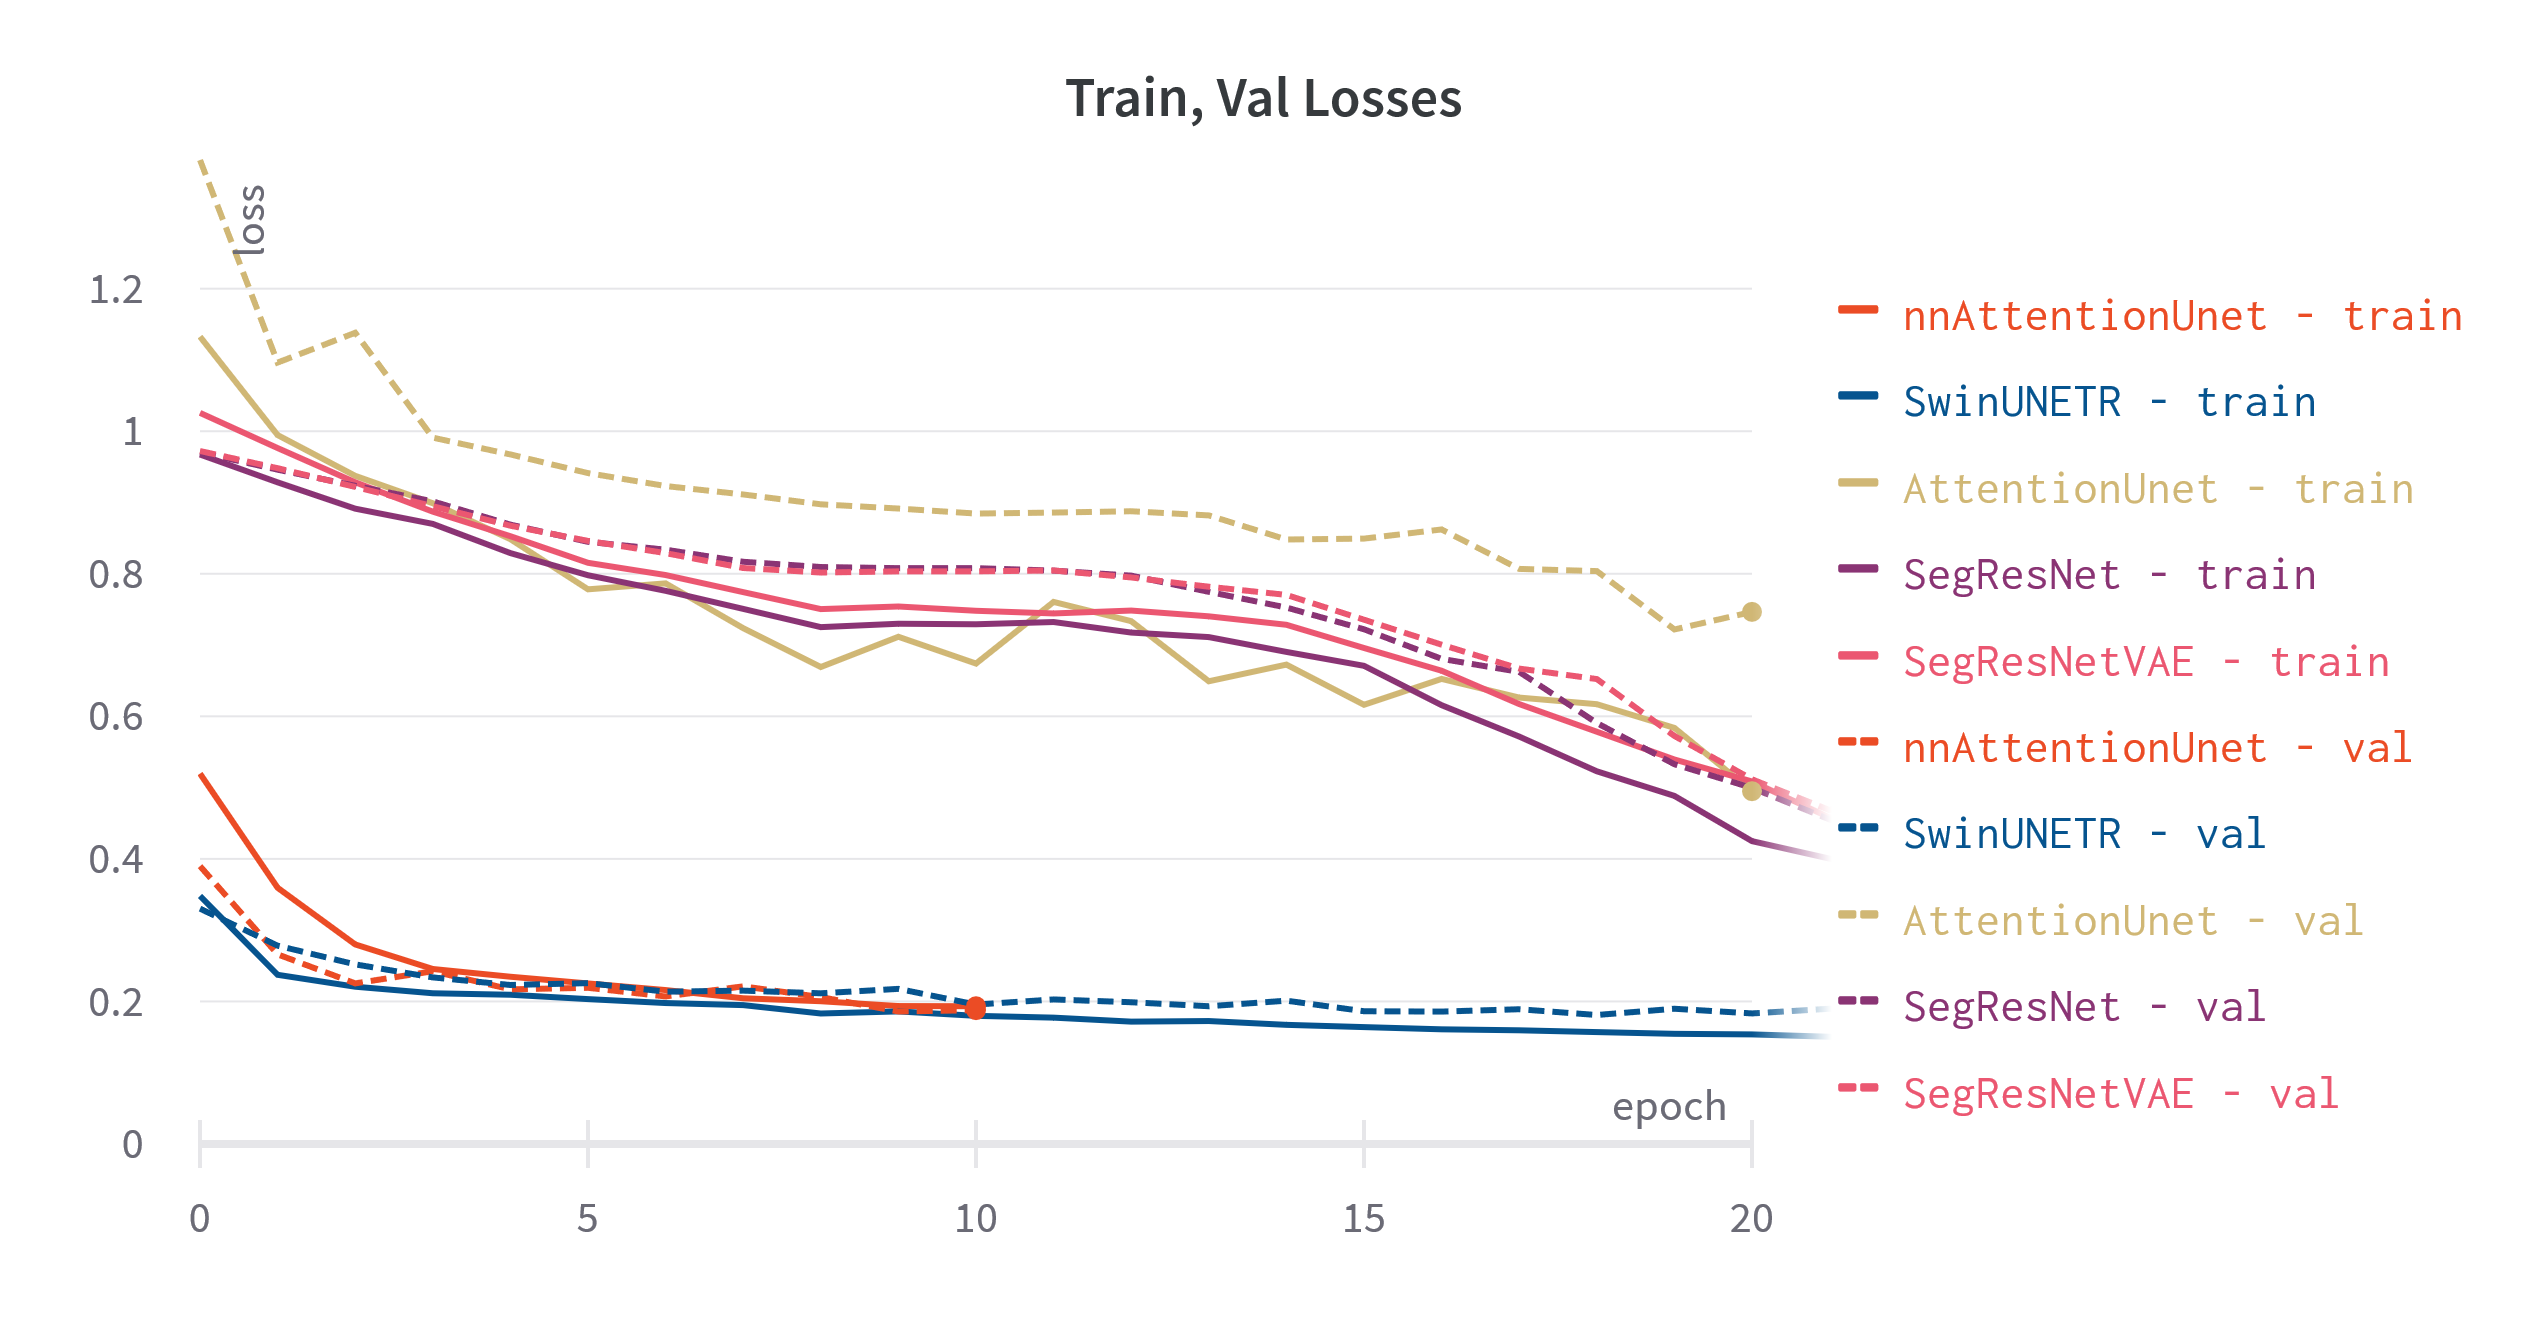 Train, Val Losses
loss
1.2
1
0.8
0.6
0.4
0.2
0
epoch
0
5
10
15
20
nnAttentionUnet - train
SwinUNETR - train
AttentionUnet - train
SegResNet - train
SegResNetVAE - train
nnAttentionUnet - val
SwinUNETR - val
AttentionUnet - val
SegResNet - val
SegResNetVAE - val